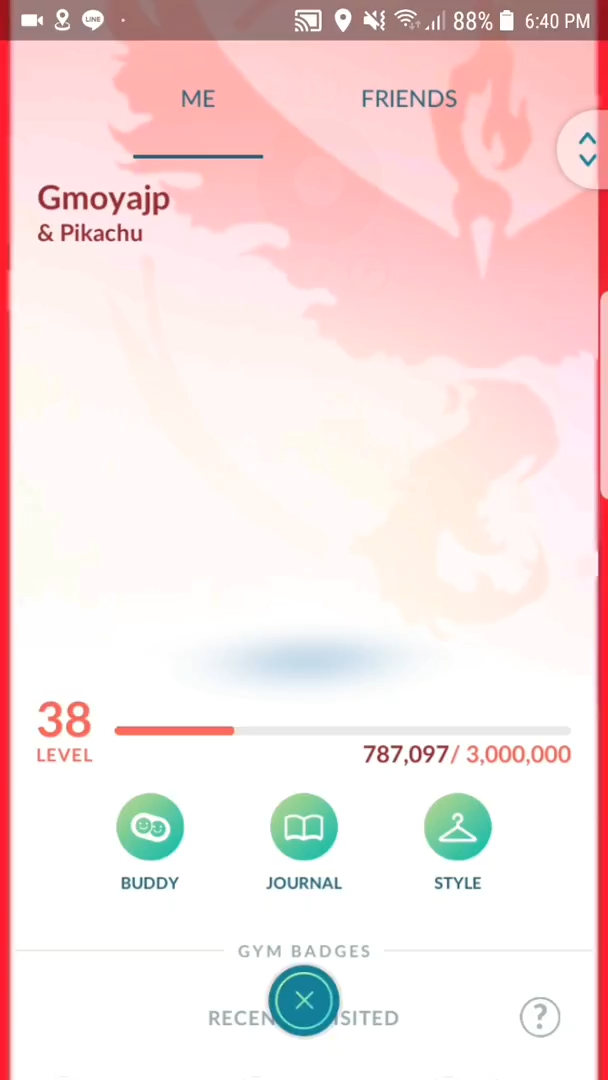 LINE 88% 6:40 PM
ME FRIENDS
Gmoyajp
& Pikachu
38
LEVEL
787,097/ 3,000,000
BUDDY JOURNAL STYLE
GYM BADGES
RECEN ISITED ?